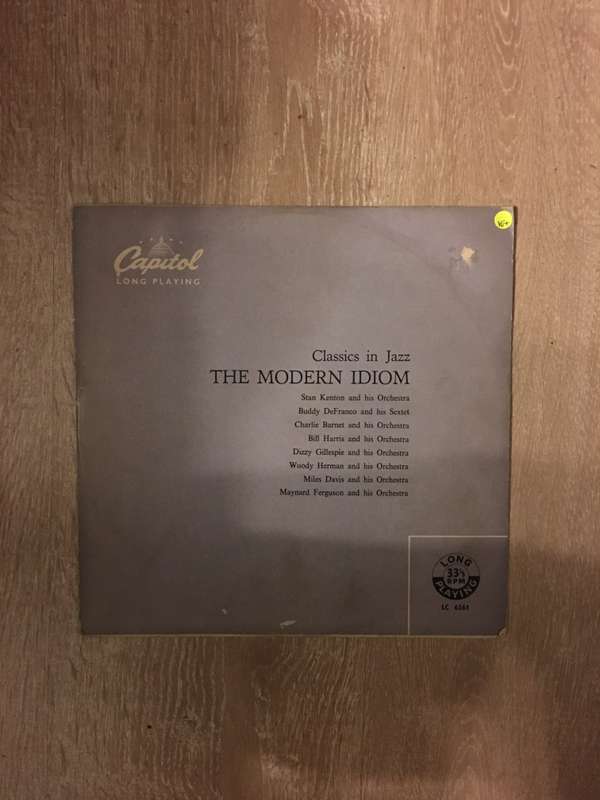 VG+
Capitol
LONG PLAYING
Classics in Jazz
THE MODERN IDIOM
Stan Kenton and his Orchestra
Buddy DeFranco and his Sextet
Charlie Barnet and his Orchestra
Bill Harris and his Orchestra
Dizzy Gillespie and his Orchestra
Woody Herman and his Orchestra
Miles Davis and his Orchestra
Maynard Ferguson and his Orchestra
LONG
33⅓
RPM
PLAYING